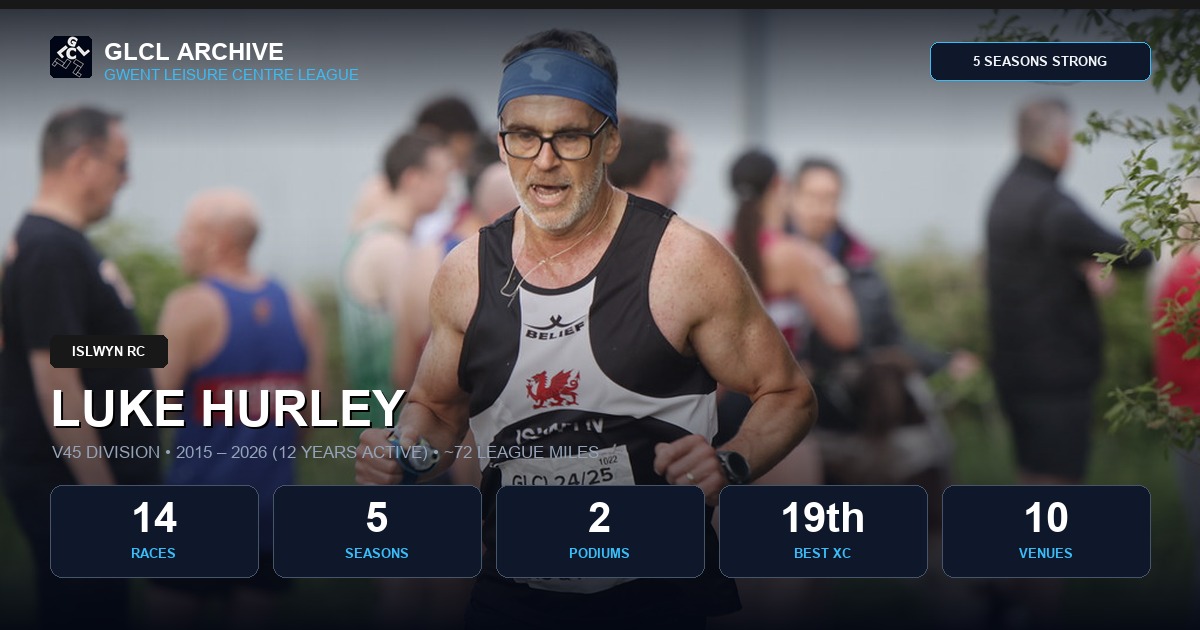 GLCL ARCHIVE
GWENT LEISURE CENTRE LEAGUE
5 SEASONS STRONG
BELIEF
ISLWYN RC
LUKE HURLEY
V45 DIVISION • 2015 – 2026 (12 YEARS ACTIVE) • ~72 LEAGUE MILES
1022
GLCL 24/25
14
RACES
5
SEASONS
2
PODIUMS
19th
BEST XC
10
VENUES